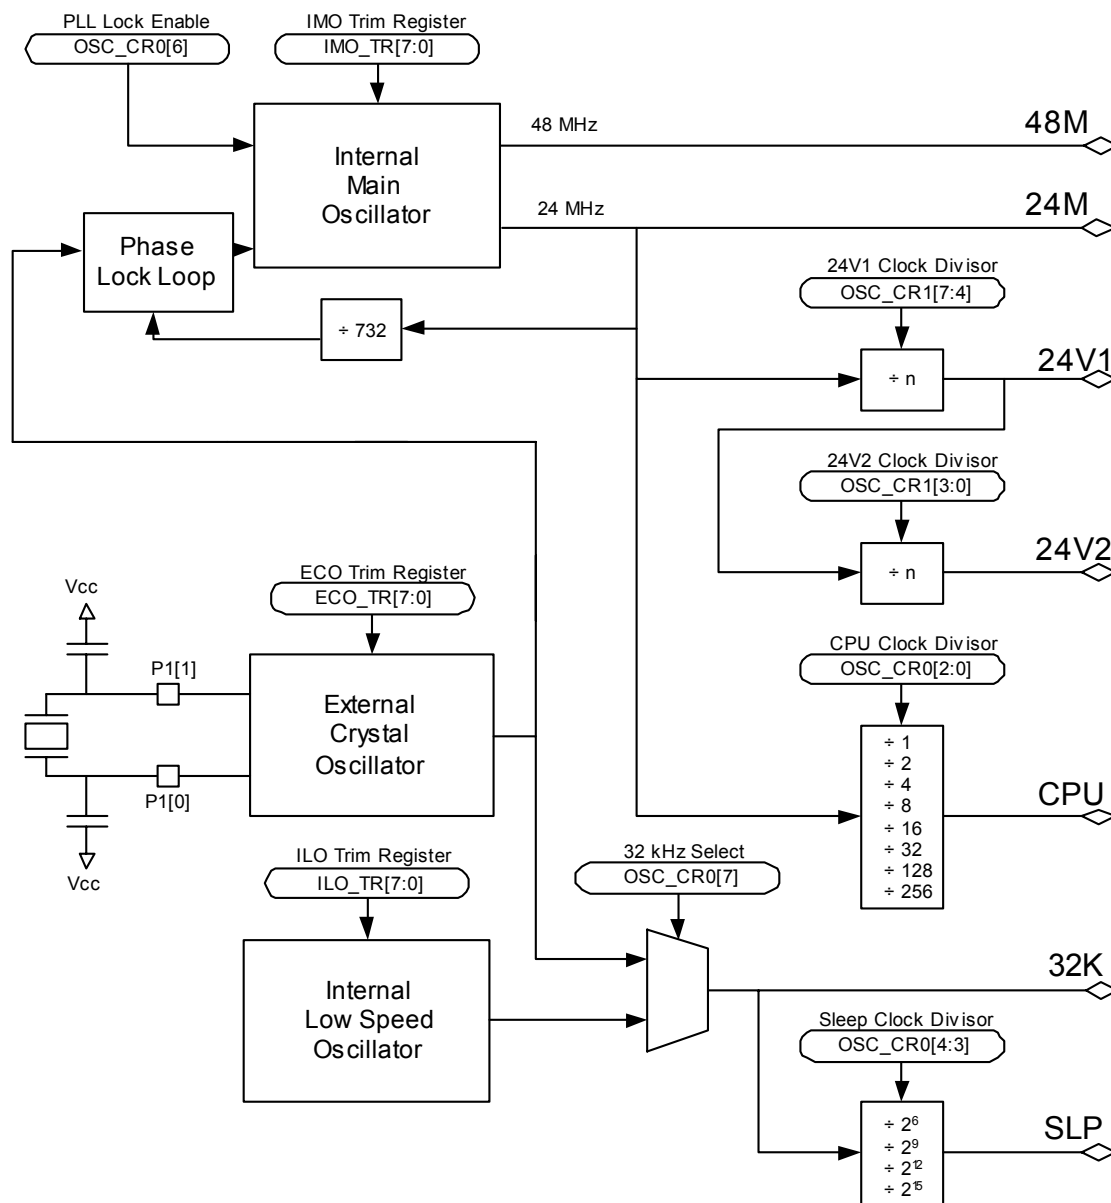 PLL Lock Enable
OSC_CR0[6]
IMO Trim Register
IMO_TR[7:0]
48 MHz
48M
Internal
Main
Oscillator
24 MHz
24M
Phase
Lock Loop
÷ 732
24V1 Clock Divisor
OSC_CR1[7:4]
÷ n
24V1
24V2 Clock Divisor
OSC_CR1[3:0]
÷ n
24V2
ECO Trim Register
ECO_TR[7:0]
Vcc
P1[1]
External
Crystal
Oscillator
P1[0]
Vcc
CPU Clock Divisor
OSC_CR0[2:0]
÷ 1
÷ 2
÷ 4
÷ 8
÷ 16
÷ 32
÷ 128
÷ 256
CPU
ILO Trim Register
ILO_TR[7:0]
32 kHz Select
OSC_CR0[7]
Internal
Low Speed
Oscillator
32K
Sleep Clock Divisor
OSC_CR0[4:3]
÷ 2⁶
÷ 2⁹
÷ 2¹²
÷ 2¹⁵
SLP